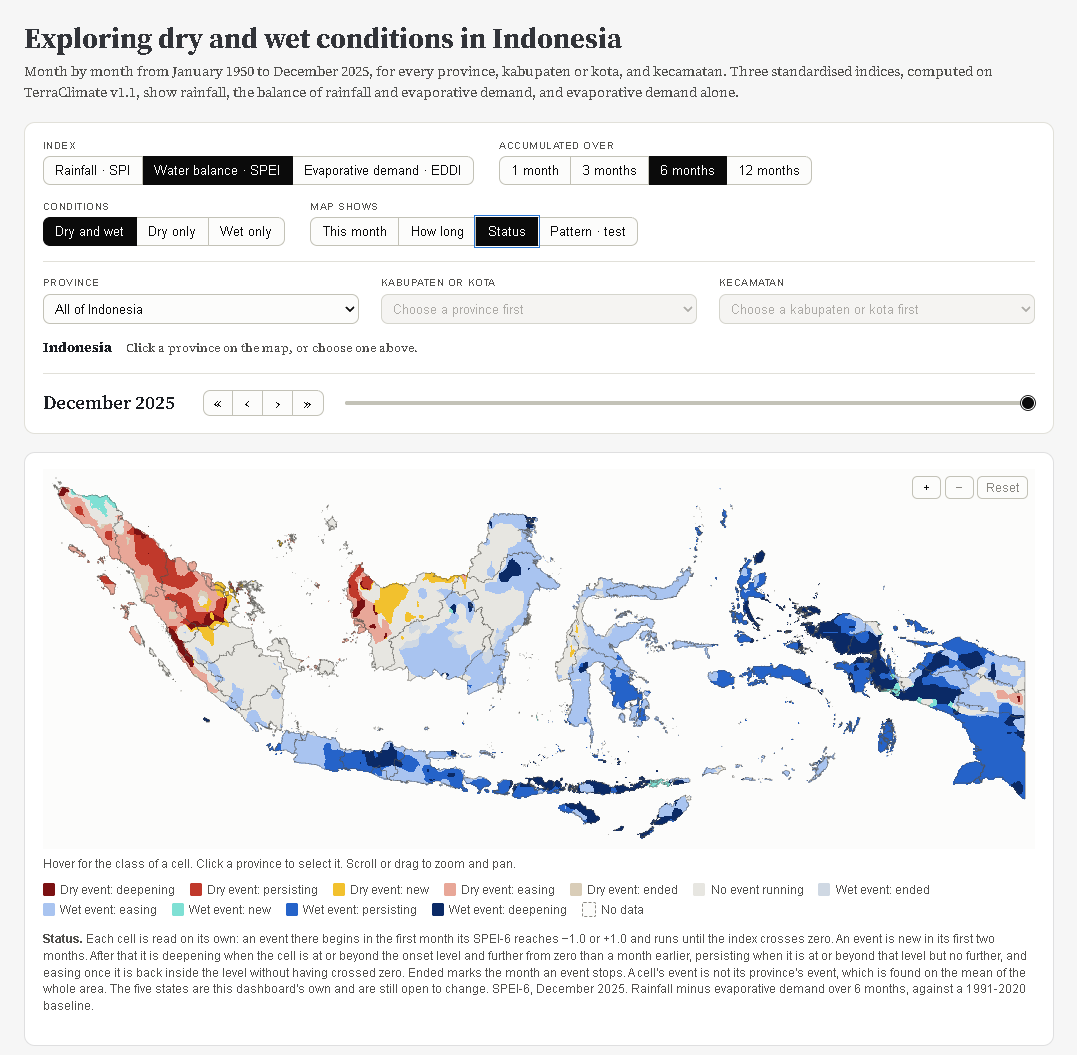 Exploring dry and wet conditions in Indonesia
Month by month from January 1950 to December 2025, for every province, kabupaten or kota, and kecamatan. Three standardised indices, computed on
TerraClimate v1.1, show rainfall, the balance of rainfall and evaporative demand, and evaporative demand alone.
INDEX ACCUMULATED OVER
Rainfall · SPI Water balance · SPEI Evaporative demand · EDDI 1 month 3 months 6 months 12 months
CONDITIONS MAP SHOWS
Dry and wet Dry only Wet only This month How long Status Pattern · test
PROVINCE KABUPATEN OR KOTA KECAMATAN
All of Indonesia Choose a province first Choose a kabupaten or kota first
Indonesia Click a province on the map, or choose one above.
December 2025 « ‹ › »
+ − Reset
Hover for the class of a cell. Click a province to select it. Scroll or drag to zoom and pan.
Dry event: deepening Dry event: persisting Dry event: new Dry event: easing Dry event: ended No event running Wet event: ended
Wet event: easing Wet event: new Wet event: persisting Wet event: deepening No data
Status. Each cell is read on its own: an event there begins in the first month its SPEI-6 reaches −1.0 or +1.0 and runs until the index crosses zero. An event is new in its first two
months. After that it is deepening when the cell is at or beyond the onset level and further from zero than a month earlier, persisting when it is at or beyond that level but no further, and
easing once it is back inside the level without having crossed zero. Ended marks the month an event stops. A cell's event is not its province's event, which is found on the mean of the
whole area. The five states are this dashboard's own and are still open to change. SPEI-6, December 2025. Rainfall minus evaporative demand over 6 months, against a 1991-2020
baseline.